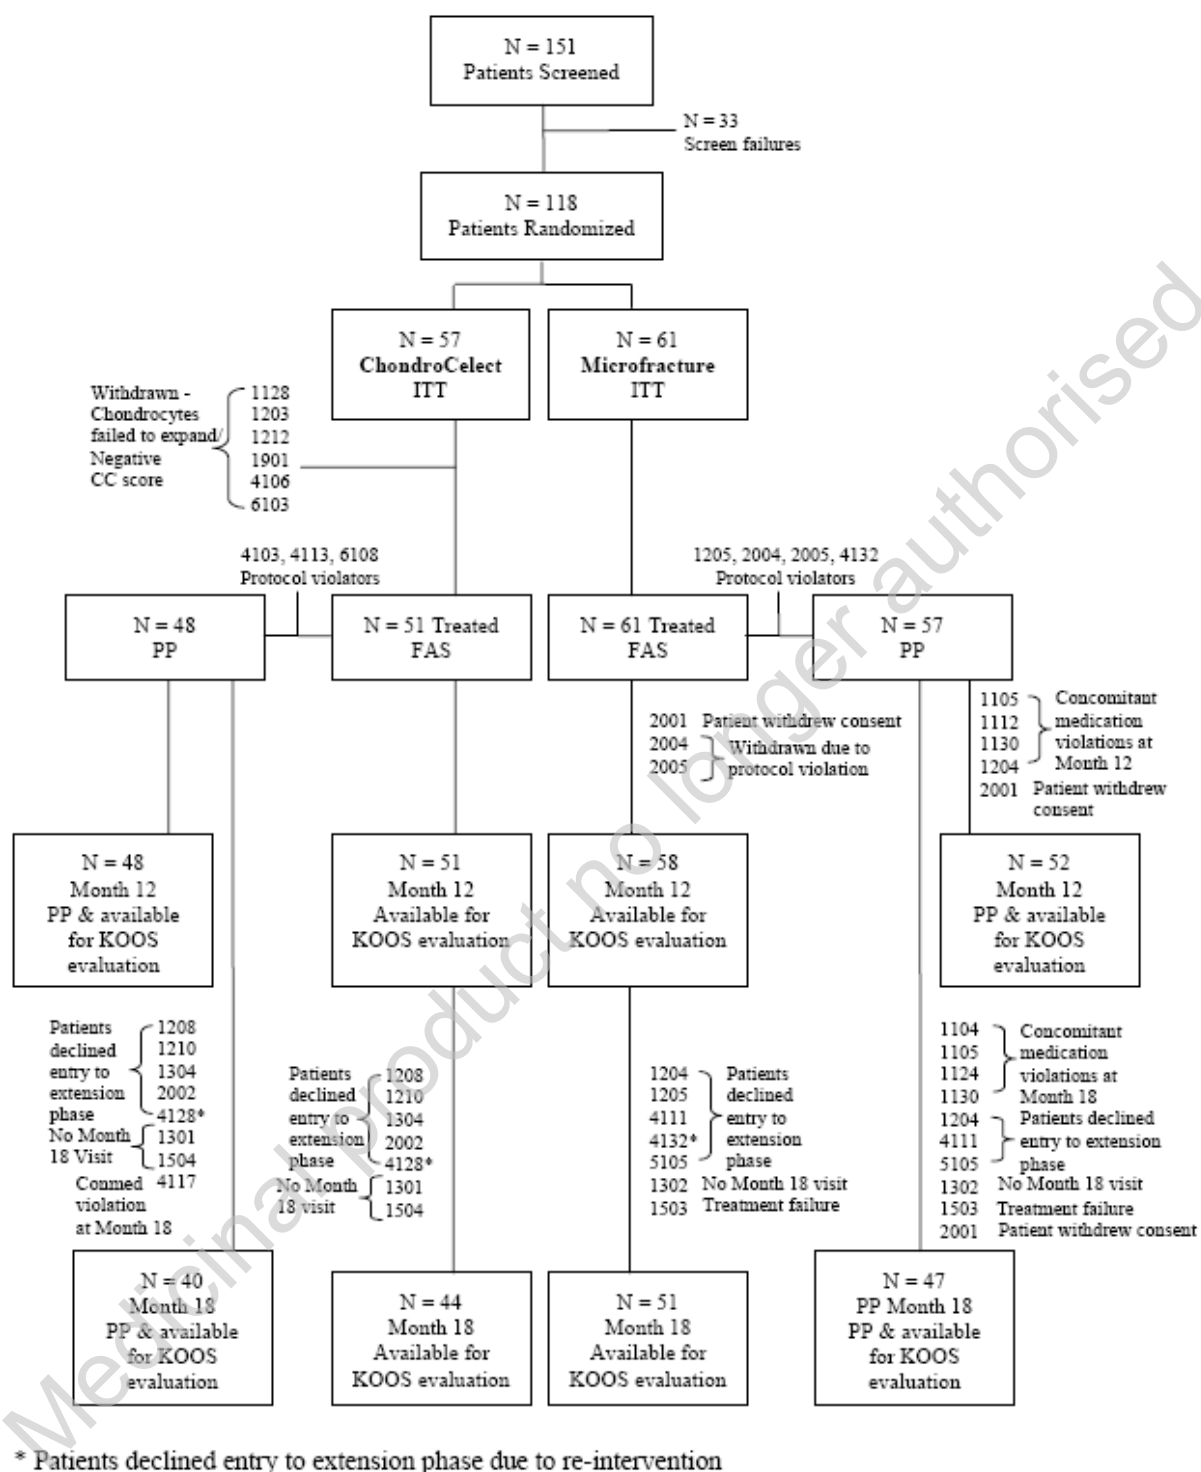 N = 151
Patients Screened
N = 33
Screen failures
N = 118
Patients Randomized
N = 57
ChondroCelect
ITT
N = 61
Microfracture
ITT
Withdrawn -
Chondrocytes
failed to expand/
Negative
CC score
1128
1203
1212
1901
4106
6103
4103, 4113, 6108
Protocol violators
1205, 2004, 2005, 4132
Protocol violators
N = 48
PP
N = 51 Treated
FAS
N = 61 Treated
FAS
N = 57
PP
2001 Patient withdrew consent
2004
2005
Withdrawn due to
protocol violation
1105
1112
1130
1204
Concomitant
medication
violations at
Month 12
2001 Patient withdrew
consent
N = 48
Month 12
PP & available
for KOOS
evaluation
N = 51
Month 12
Available for
KOOS evaluation
N = 58
Month 12
Available for
KOOS evaluation
N = 52
Month 12
PP & available
for KOOS
evaluation
Patients
declined
entry to
extension
phase
1208
1210
1304
2002
4128*
No Month
18 Visit
1301
1504
Conmed
violation
at Month 18
4117
Patients
declined
entry to
extension
phase
1208
1210
1304
2002
4128*
No Month
18 visit
1301
1504
1204
1205
4111
4132*
5105
Patients
declined
entry to
extension
phase
1302 No Month 18 visit
1503 Treatment failure
1104
1105
1124
1130
Concomitant
medication
violations at
Month 18
1204
4111
5105
Patients declined
entry to extension
phase
1302 No Month 18 visit
1503 Treatment failure
2001 Patient withdrew consent
N = 40
Month 18
PP & available
for KOOS
evaluation
N = 44
Month 18
Available for
KOOS evaluation
N = 51
Month 18
Available for
KOOS evaluation
N = 47
PP Month 18
PP & available
for KOOS
evaluation
* Patients declined entry to extension phase due to re-intervention
Medicinal product no longer authorised